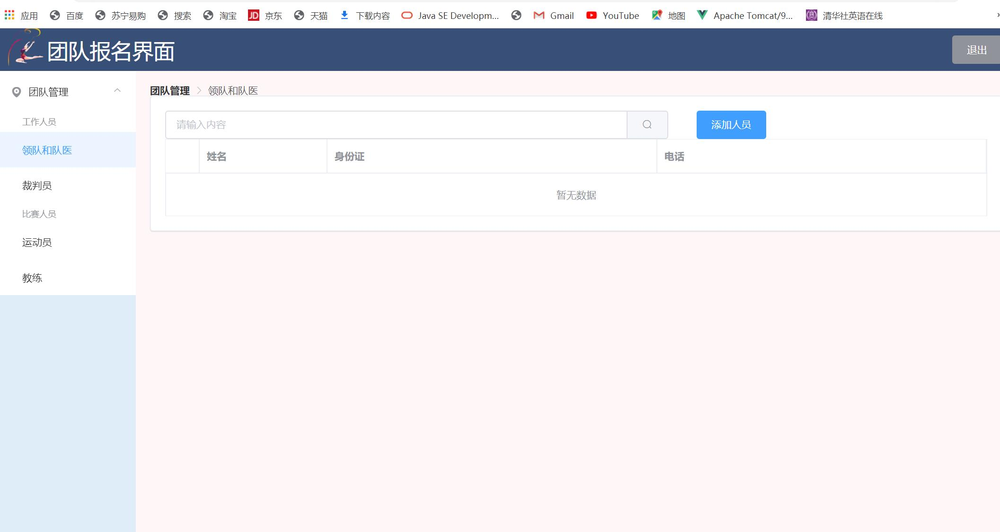 应用 百度 苏宁易购 搜索 淘宝 京东 天猫 下载内容 Java SE Developm... Gmail YouTube 地图 Apache Tomcat/9... 清华社英语在线
团队报名界面 退出
团队管理
工作人员
领队和队医
裁判员
比赛人员
运动员
教练
团队管理 领队和队医
请输入内容 添加人员
姓名 身份证 电话
暂无数据